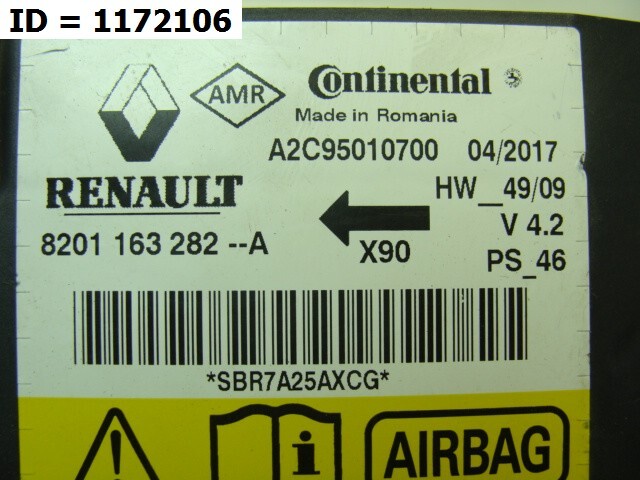 ID = 1172106
AMR
Continental
Made in Romania
A2C95010700 04/2017
RENAULT
HW__49/09
8201 163 282 --A
X90
V 4.2
PS_46
*SBR7A25AXCG*
i
AIRBAG